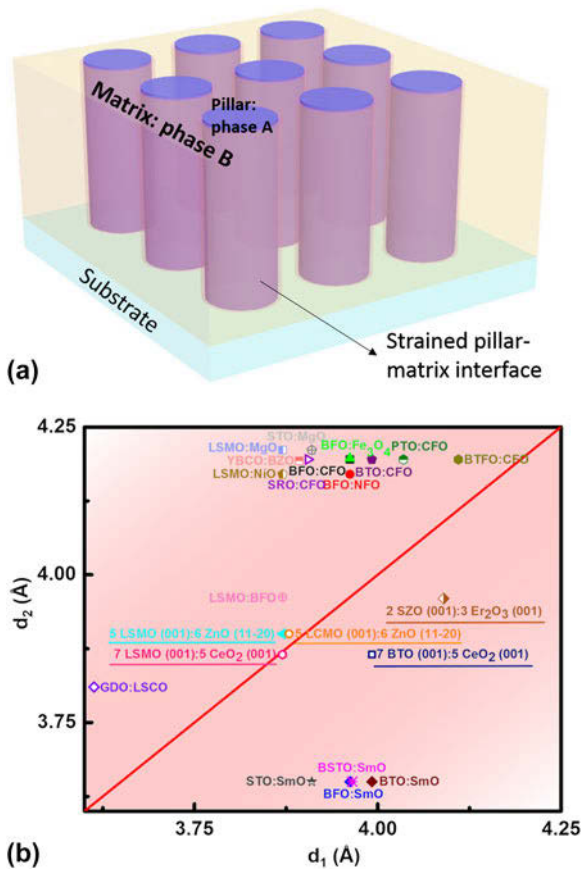 Matrix: phase B
Pillar:
phase A
Substrate
Strained pillar-
matrix interface
(a)
4.25
4.00
3.75
d₂ (Å)
STO:MgO
LSMO:MgO
BFO:Fe₃O₄
PTO:CFO
YBCO:BZO
BTFO:CFO
BFO:CFO
BTO:CFO
LSMO:NiO
SRO:CFO
BFO:NFO
LSMO:BFO
2 SZO (001):3 Er₂O₃ (001)
5 LSMO (001):6 ZnO (11-20)
5 LCMO (001):6 ZnO (11-20)
7 LSMO (001):5 CeO₂ (001)
7 BTO (001):5 CeO₂ (001)
GDO:LSCO
BSTO:SmO
STO:SmO
BTO:SmO
BFO:SmO
3.75
4.00
4.25
d₁ (Å)
(b)